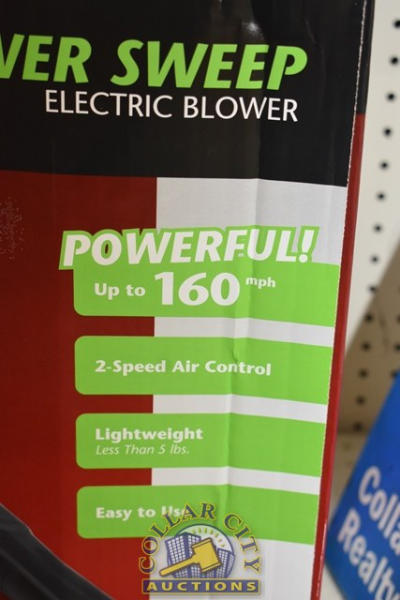 VER SWEEP
ELECTRIC BLOWER
POWERFUL!
Up to 160 mph
2-Speed Air Control
Lightweight
Less Than 5 lbs.
Easy to Use
COLLAR CITY
AUCTIONS
Colla
Realty